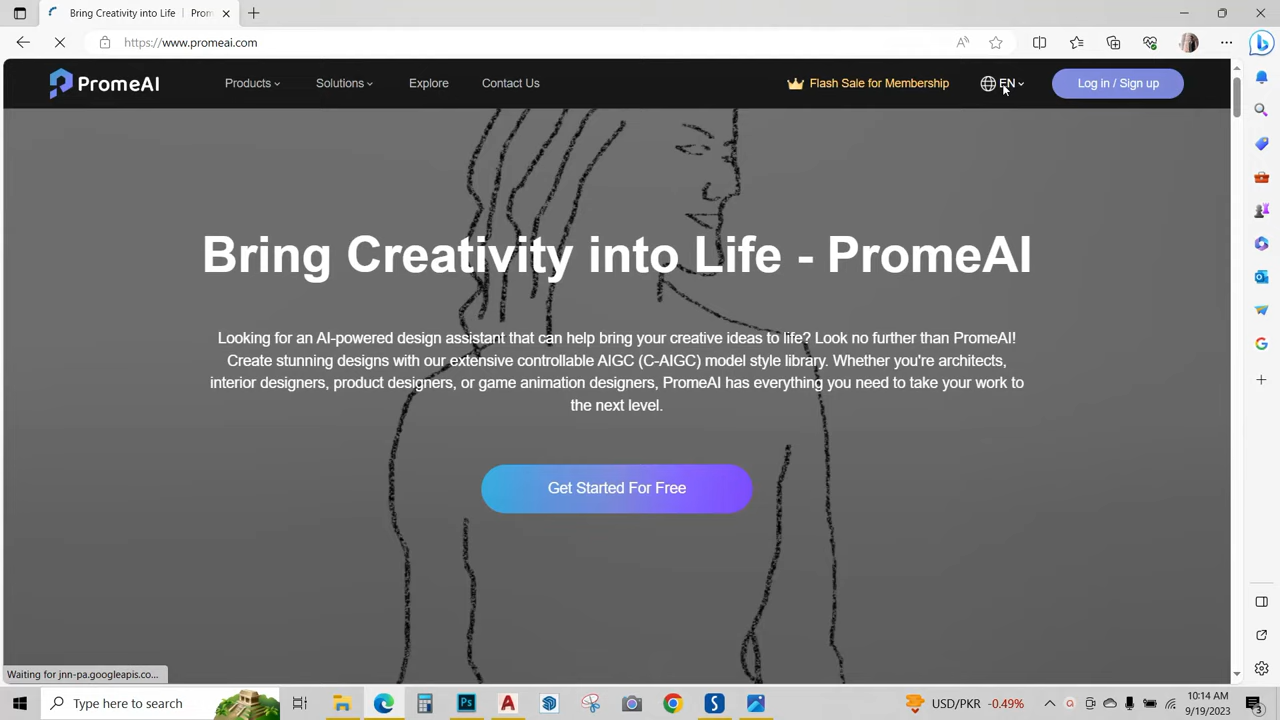 Bring Creativity into Life | Prom
https://www.promeai.com
PromeAI
Products
Solutions
Explore
Contact Us
Flash Sale for Membership
EN
Log in / Sign up
Bring Creativity into Life - PromeAI
Looking for an AI-powered design assistant that can help bring your creative ideas to life? Look no further than PromeAI!
Create stunning designs with our extensive controllable AIGC (C-AIGC) model style library. Whether you're architects,
interior designers, product designers, or game animation designers, PromeAI has everything you need to take your work to
the next level.
Get Started For Free
Waiting for jnn-pa.googleapis.co...
Type here to search
Ps
A
S
USD/PKR -0.49%
10:14 AM
9/19/2023
3